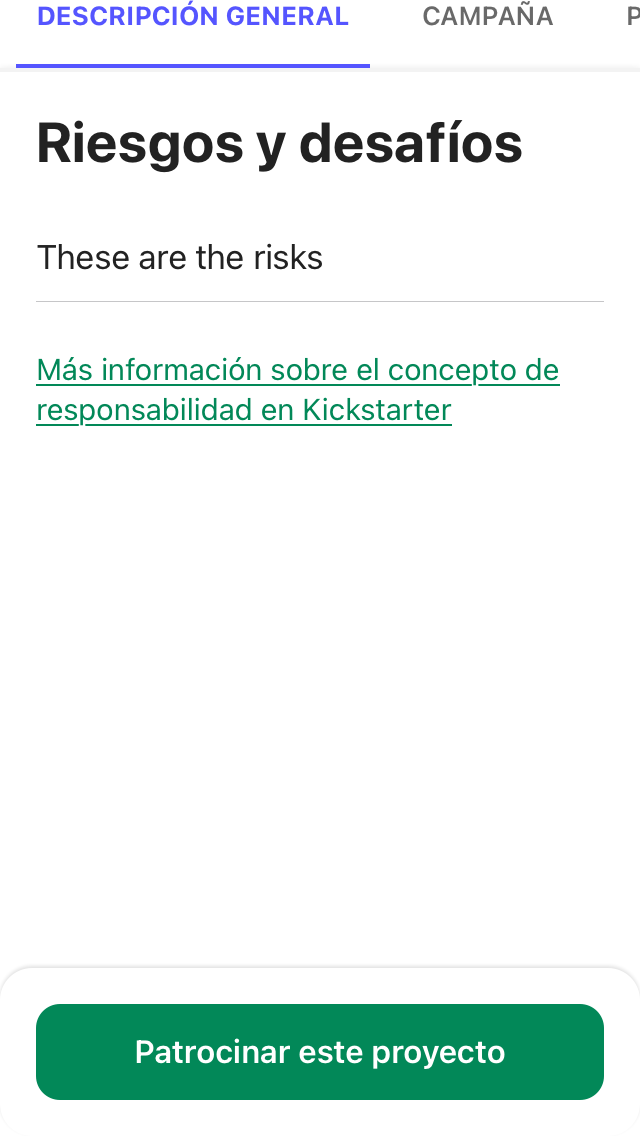 DESCRIPCIÓN GENERAL CAMPAÑA
Riesgos y desafíos
These are the risks
Más información sobre el concepto de
responsabilidad en Kickstarter
Patrocinar este proyecto